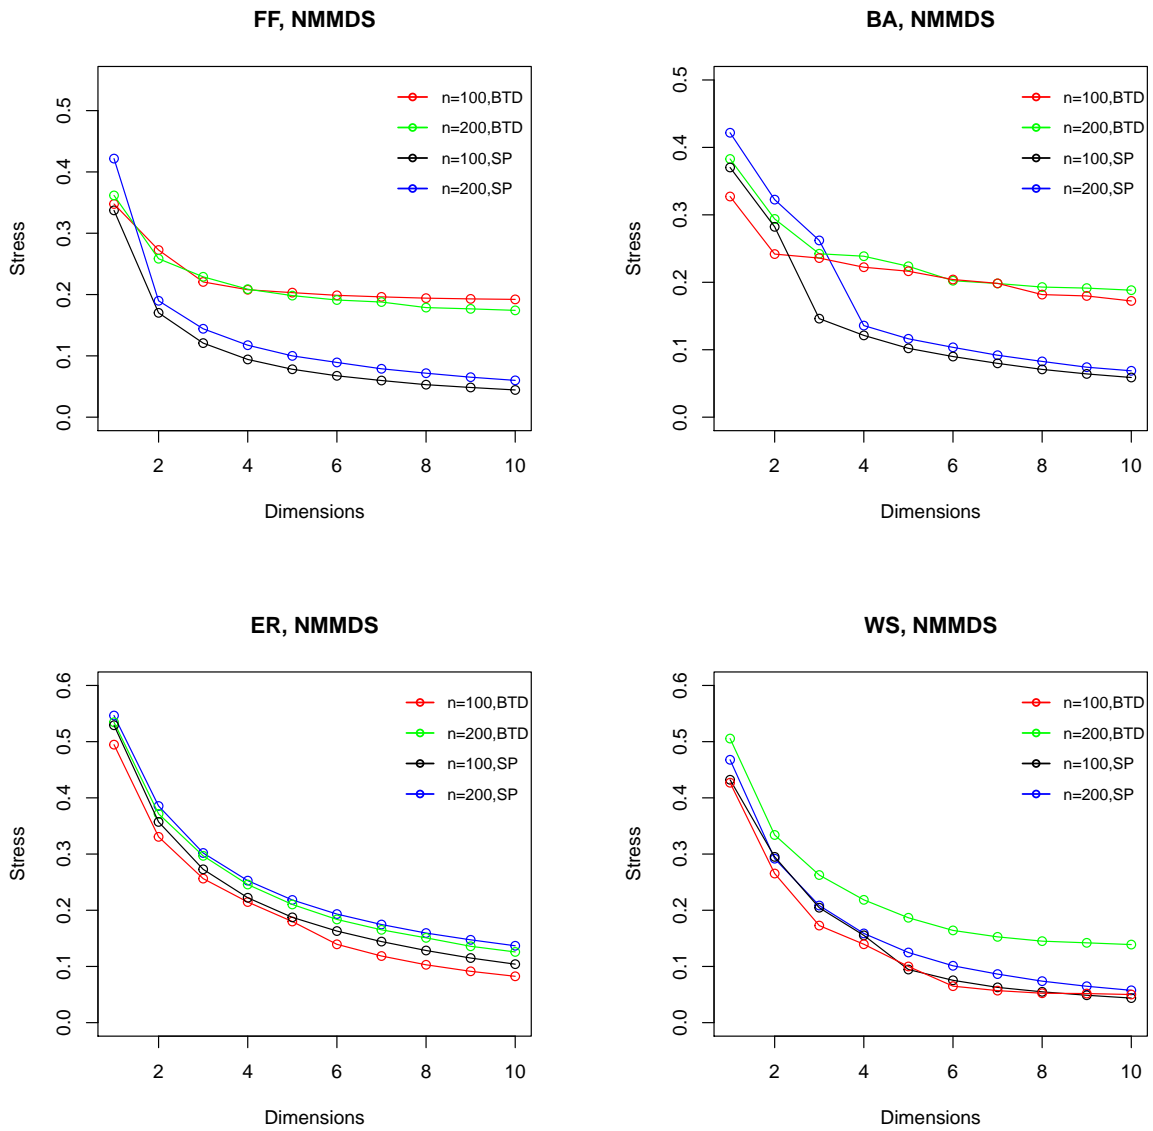 FF, NMMDS
n=100,BTD
n=200,BTD
n=100,SP
n=200,SP
Stress
0.0 0.1 0.2 0.3 0.4 0.5
2 4 6 8 10
Dimensions
BA, NMMDS
n=100,BTD
n=200,BTD
n=100,SP
n=200,SP
Stress
0.0 0.1 0.2 0.3 0.4 0.5
2 4 6 8 10
Dimensions
ER, NMMDS
n=100,BTD
n=200,BTD
n=100,SP
n=200,SP
Stress
0.0 0.1 0.2 0.3 0.4 0.5 0.6
2 4 6 8 10
Dimensions
WS, NMMDS
n=100,BTD
n=200,BTD
n=100,SP
n=200,SP
Stress
0.0 0.1 0.2 0.3 0.4 0.5 0.6
2 4 6 8 10
Dimensions